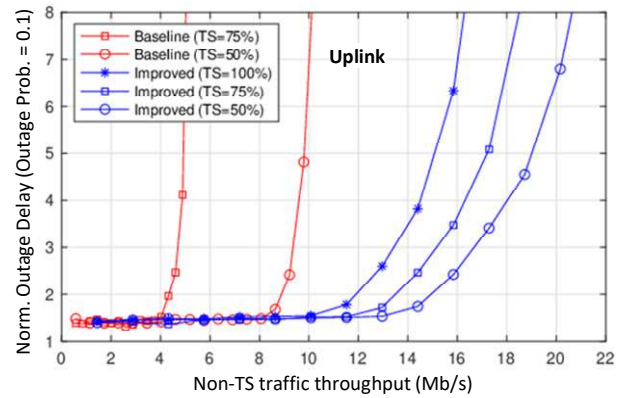 8
7
6
5
4
3
2
1
Norm. Outage Delay (Outage Prob. = 0.1)
Baseline (TS=75%)
Baseline (TS=50%)
Improved (TS=100%)
Improved (TS=75%)
Improved (TS=50%)
Uplink
0 2 4 6 8 10 12 14 16 18 20 22
Non-TS traffic throughput (Mb/s)